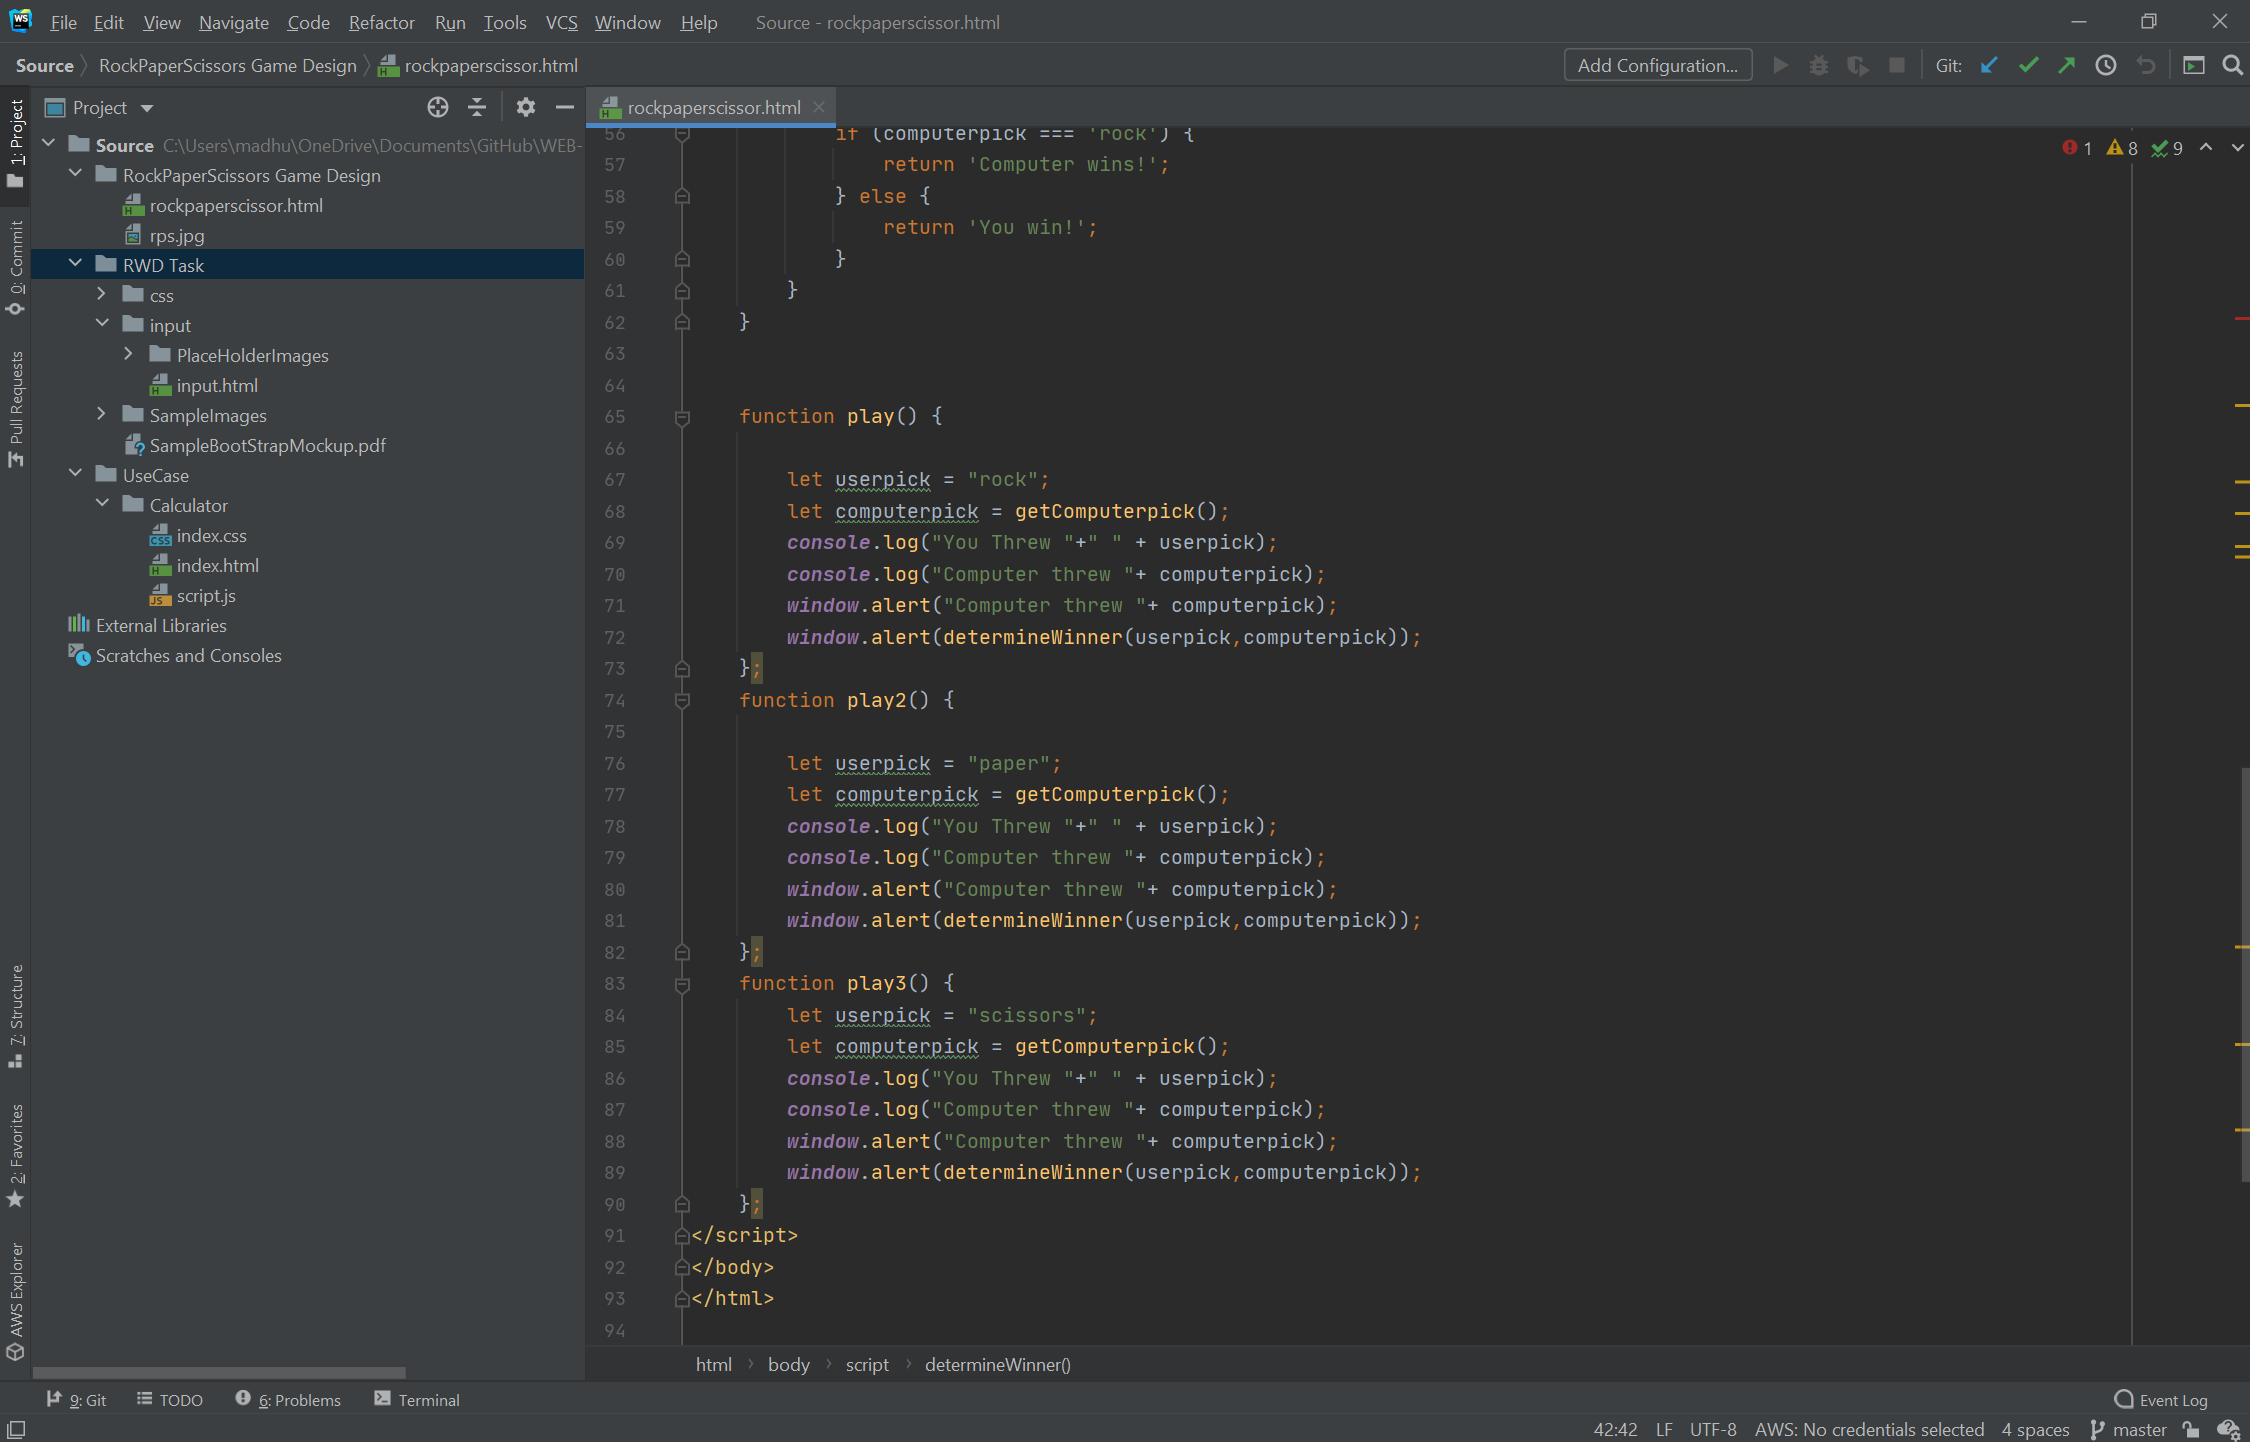 File Edit View Navigate Code Refactor Run Tools VCS Window Help Source - rockpaperscissor.html
Source RockPaperScissors Game Design rockpaperscissor.html Add Configuration... Git:
Project
rockpaperscissor.html
1: Project
0: Commit
Pull Requests
7: Structure
2: Favorites
AWS Explorer
Source C:\Users\madhu\OneDrive\Documents\GitHub\WEB-
RockPaperScissors Game Design
rockpaperscissor.html
rps.jpg
RWD Task
css
input
PlaceHolderImages
input.html
SampleImages
SampleBootStrapMockup.pdf
UseCase
Calculator
index.css
index.html
script.js
External Libraries
Scratches and Consoles
1 8 9
56 if (computerpick === 'rock') {
57 return 'Computer wins!';
58 } else {
59 return 'You win!';
60 }
61 }
62 }
63
64
65 function play() {
66
67 let userpick = "rock";
68 let computerpick = getComputerpick();
69 console.log("You Threw "+" " + userpick);
70 console.log("Computer threw "+ computerpick);
71 window.alert("Computer threw "+ computerpick);
72 window.alert(determineWinner(userpick,computerpick));
73 };
74 function play2() {
75
76 let userpick = "paper";
77 let computerpick = getComputerpick();
78 console.log("You Threw "+" " + userpick);
79 console.log("Computer threw "+ computerpick);
80 window.alert("Computer threw "+ computerpick);
81 window.alert(determineWinner(userpick,computerpick));
82 };
83 function play3() {
84 let userpick = "scissors";
85 let computerpick = getComputerpick();
86 console.log("You Threw "+" " + userpick);
87 console.log("Computer threw "+ computerpick);
88 window.alert("Computer threw "+ computerpick);
89 window.alert(determineWinner(userpick,computerpick));
90 };
91 </script>
92 </body>
93 </html>
94
html body script determineWinner()
9: Git TODO 6: Problems Terminal Event Log
42:42 LF UTF-8 AWS: No credentials selected 4 spaces master